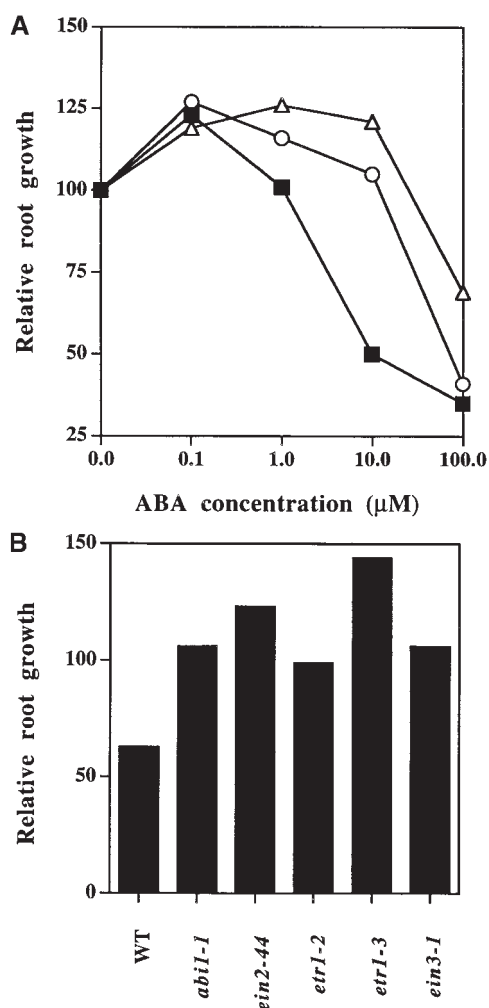 A
150
125
100
75
50
25
Relative root growth
0.0 0.1 1.0 10.0 100.0
ABA concentration (μM)
B
150
100
50
0
Relative root growth
WT
abi1-1
ein2-44
etr1-2
etr1-3
ein3-1